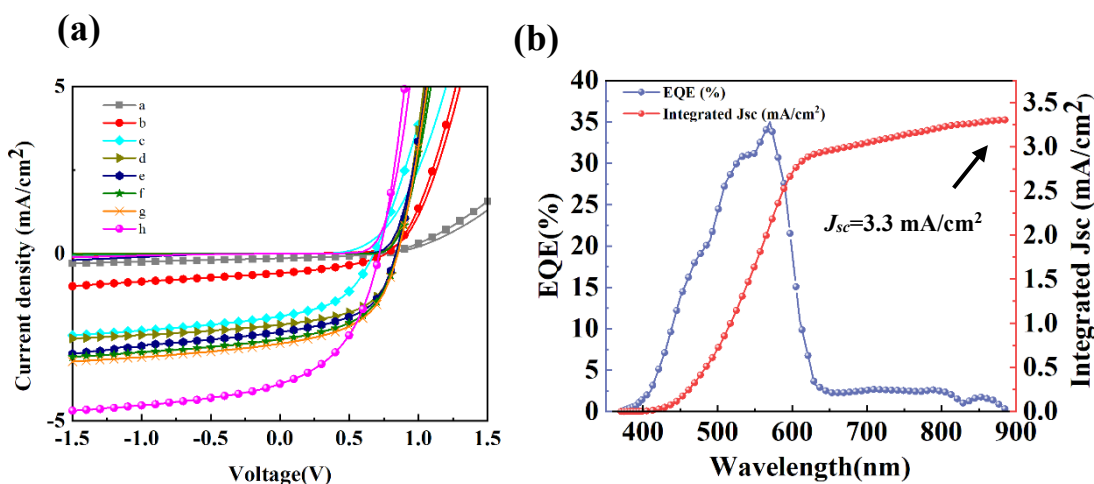 (a)
Current density (mA/cm²)
5
0
-5
a
b
c
d
e
f
g
h
-1.5 -1.0 -0.5 0.0 0.5 1.0 1.5
Voltage(V)
(b)
EQE(%)
40
35
30
25
20
15
10
5
0
EQE (%)
Integrated Jsc (mA/cm²)
Jsc=3.3 mA/cm²
400 500 600 700 800 900
Wavelength(nm)
3.5
3.0
2.5
2.0
1.5
1.0
0.5
0.0
Integrated Jsc (mA/cm²)